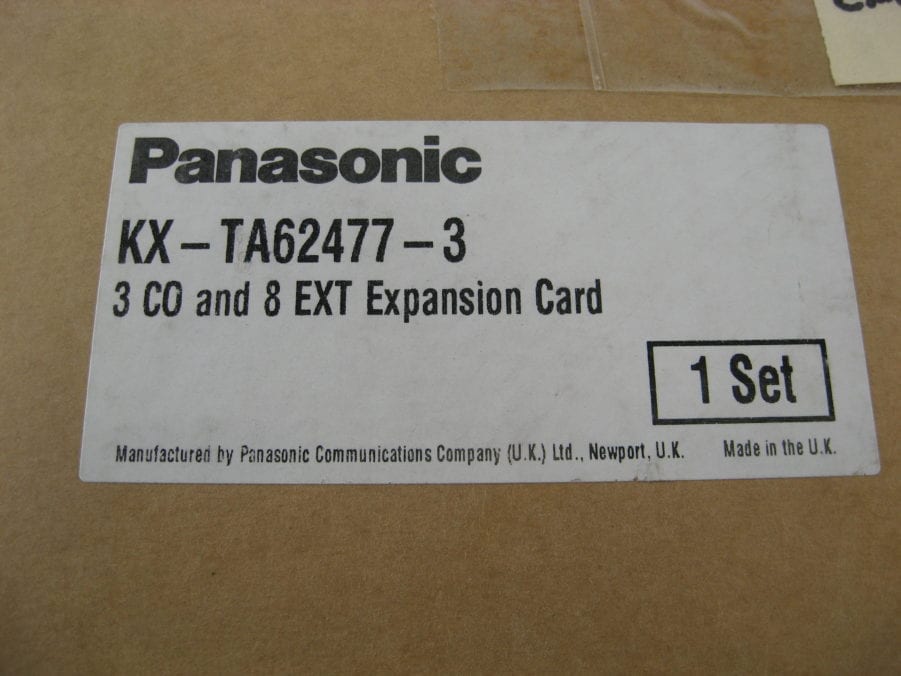 Panasonic
KX-TA62477-3
3 CO and 8 EXT Expansion Card
1 Set
Manufactured by Panasonic Communications Company (U.K.) Ltd., Newport, U.K. Made in the U.K.